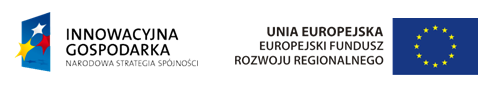 INNOWACYJNA
GOSPODARKA
NARODOWA STRATEGIA SPÓJNOŚCI
UNIA EUROPEJSKA
EUROPEJSKI FUNDUSZ
ROZWOJU REGIONALNEGO